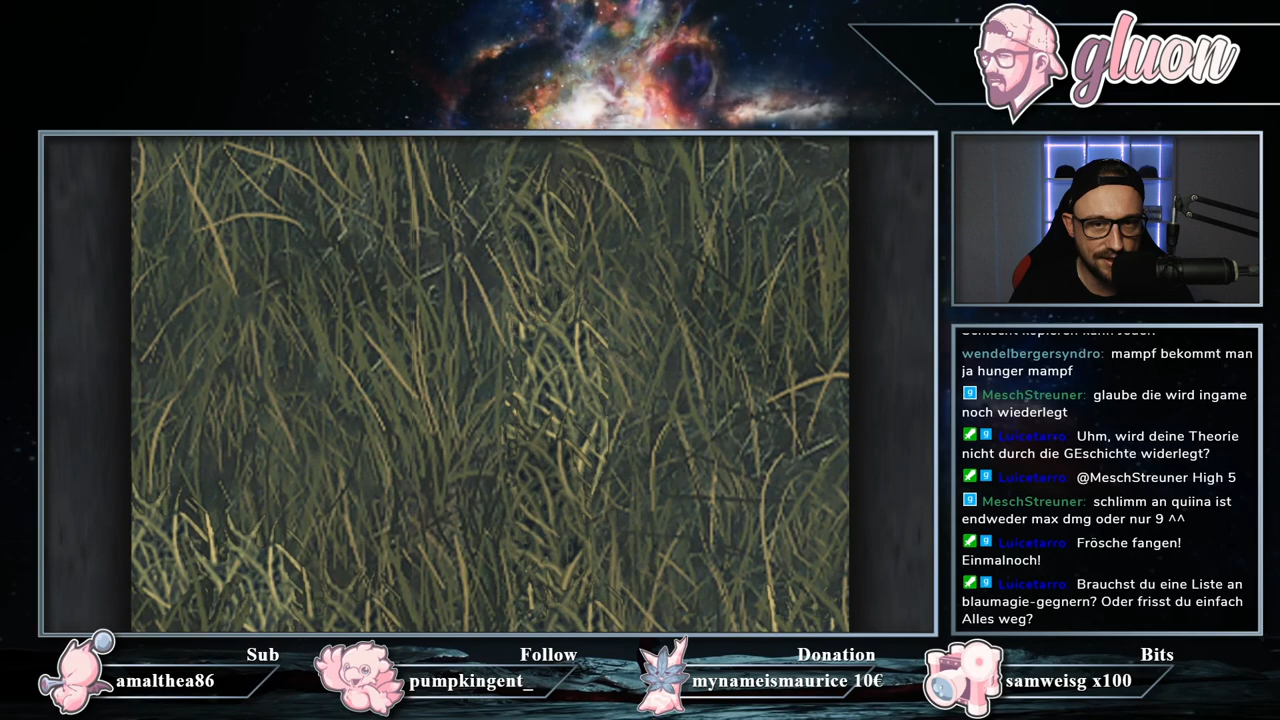 gluon
wendelbergersyndro: mampf bekommt man
ja hunger mampf
MeschStreuner: glaube die wird ingame
noch wiederlegt
Luicetarro: Uhm, wird deine Theorie
nicht durch die GEschichte widerlegt?
Luicetarro: @MeschStreuner High 5
MeschStreuner: schlimm an quiina ist
endweder max dmg oder nur 9 ^^
Luicetarro: Frösche fangen!
Einmalnoch!
Luicetarro: Brauchst du eine Liste an
blaumagie-gegnern? Oder frisst du einfach
Alles weg?
Sub
amalthea86
Follow
pumpkingent_
Donation
mynameismaurice 10€
Bits
samweisg x100